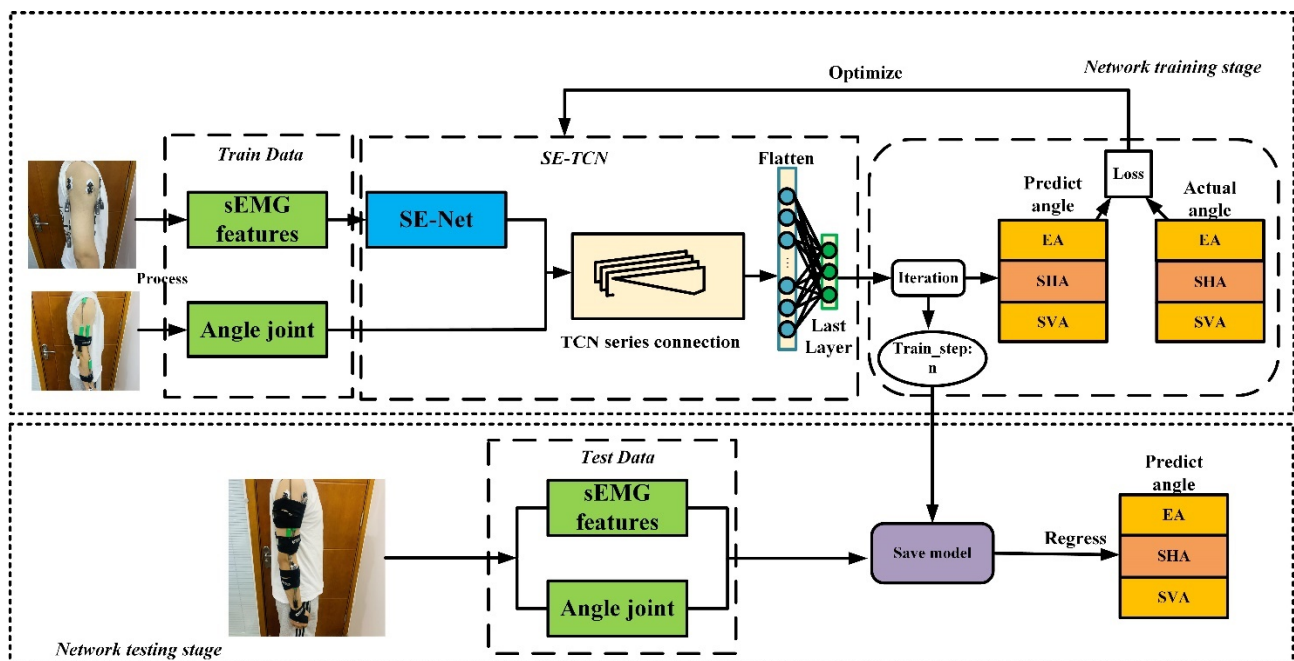 Network training stage
Optimize
Train Data
SE-TCN
Flatten
sEMG
features
SE-Net
Process
Angle joint
TCN series connection
Last
Layer
Iteration
Train_step:
n
Predict
angle
Loss
Actual
angle
EA
SHA
SVA
EA
SHA
SVA
Test Data
sEMG
features
Angle joint
Save model
Regress
Predict
angle
EA
SHA
SVA
Network testing stage